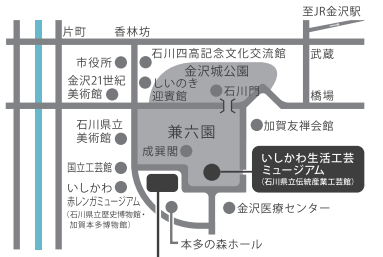 至JR金沢駅
片町
香林坊
武蔵
市役所
石川四高記念文化交流館
金沢城公園
金沢21世紀
美術館
しいのき
迎賓館
石川門
橋場
石川県立
美術館
兼六園
加賀友禅会館
成巽閣
国立工芸館
いしかわ生活工芸
ミュージアム
(石川県立伝統産業工芸館)
いしかわ
赤レンガミュージアム
(石川県立歴史博物館・
加賀本多博物館)
金沢医療センター
本多の森ホール